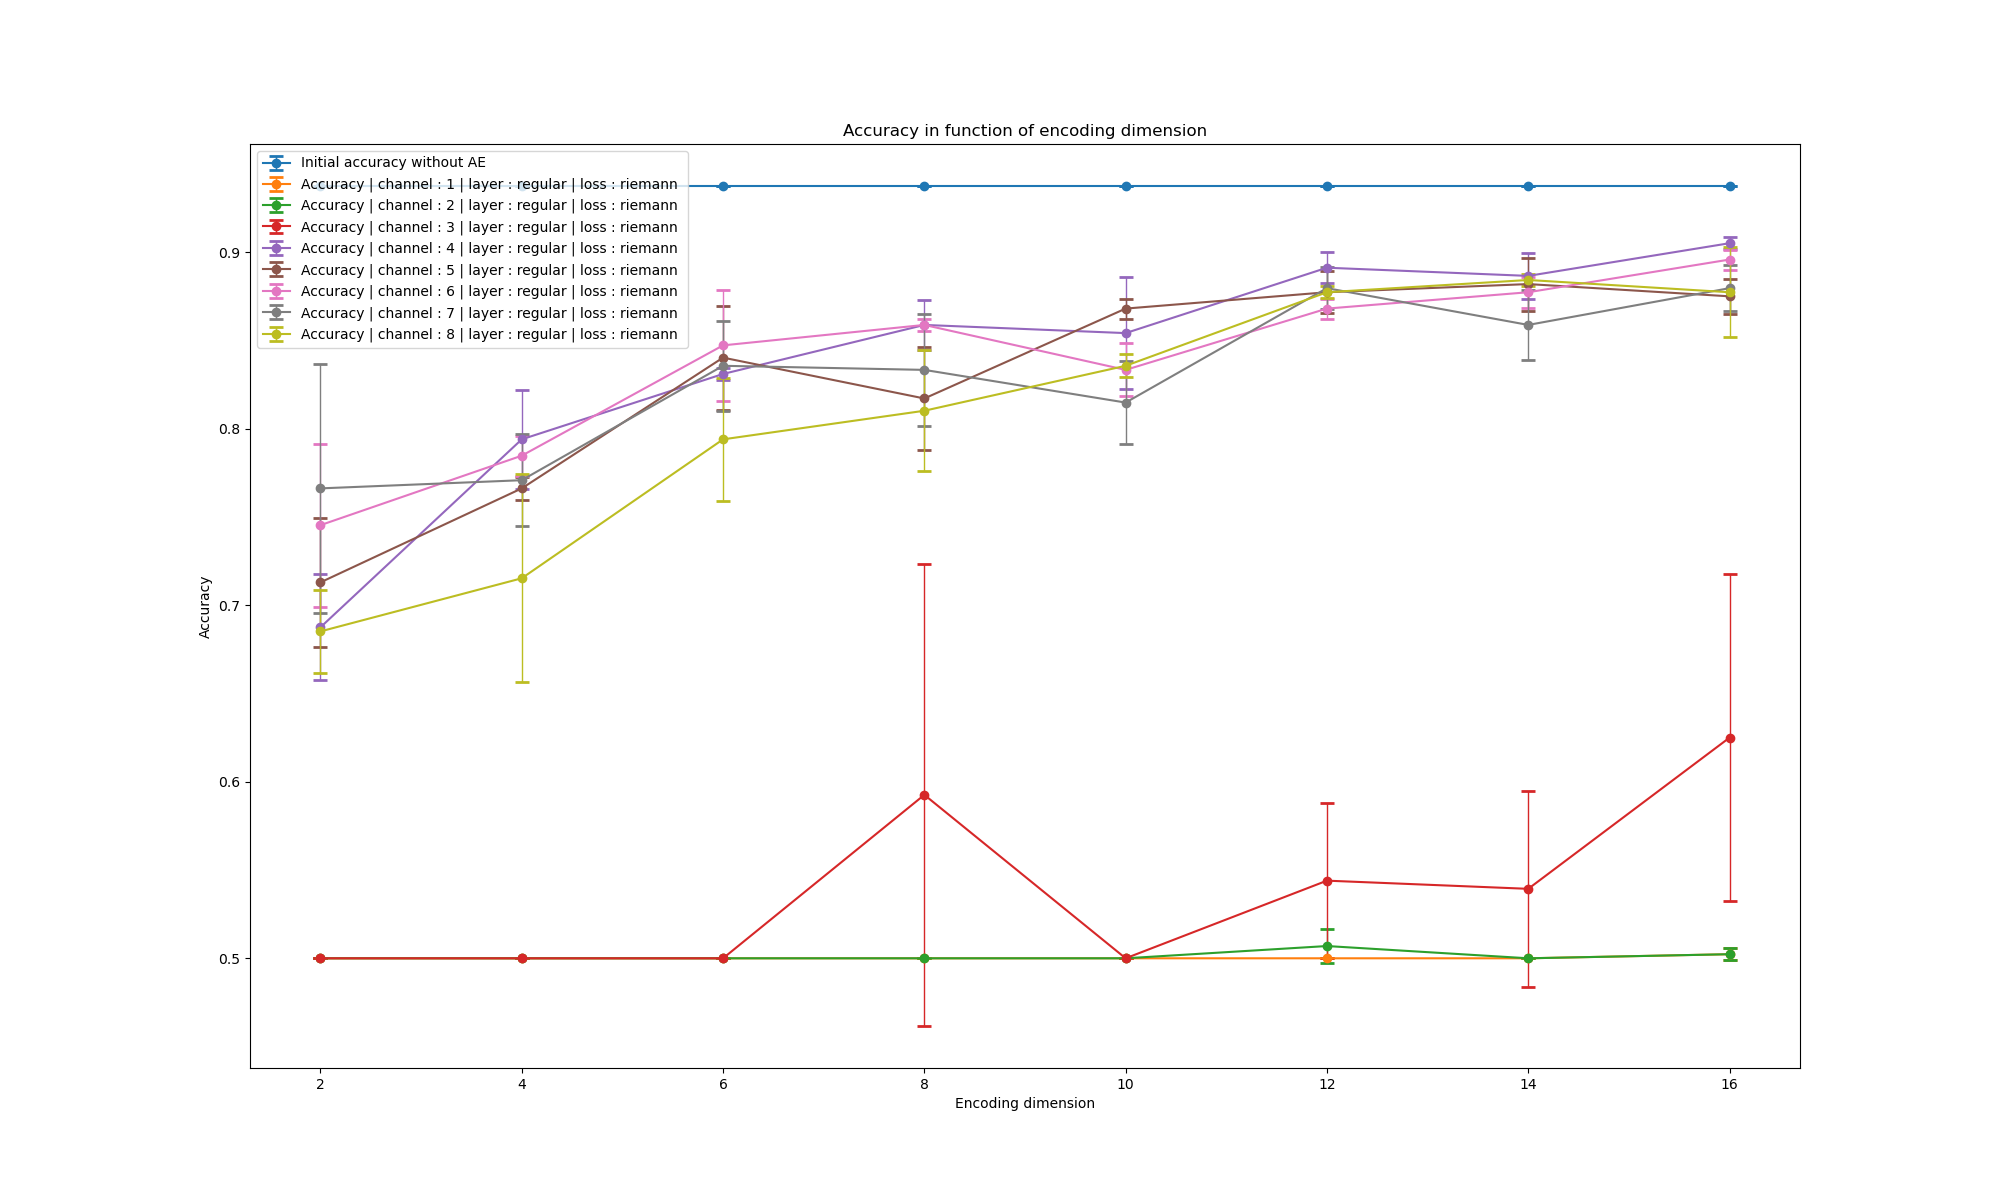 Accuracy in function of encoding dimension
Initial accuracy without AE
Accuracy | channel : 1 | layer : regular | loss : riemann
Accuracy | channel : 2 | layer : regular | loss : riemann
Accuracy | channel : 3 | layer : regular | loss : riemann
Accuracy | channel : 4 | layer : regular | loss : riemann
Accuracy | channel : 5 | layer : regular | loss : riemann
Accuracy | channel : 6 | layer : regular | loss : riemann
Accuracy | channel : 7 | layer : regular | loss : riemann
Accuracy | channel : 8 | layer : regular | loss : riemann
0.9
0.8
0.7
0.6
0.5
Accuracy
2 4 6 8 10 12 14 16
Encoding dimension